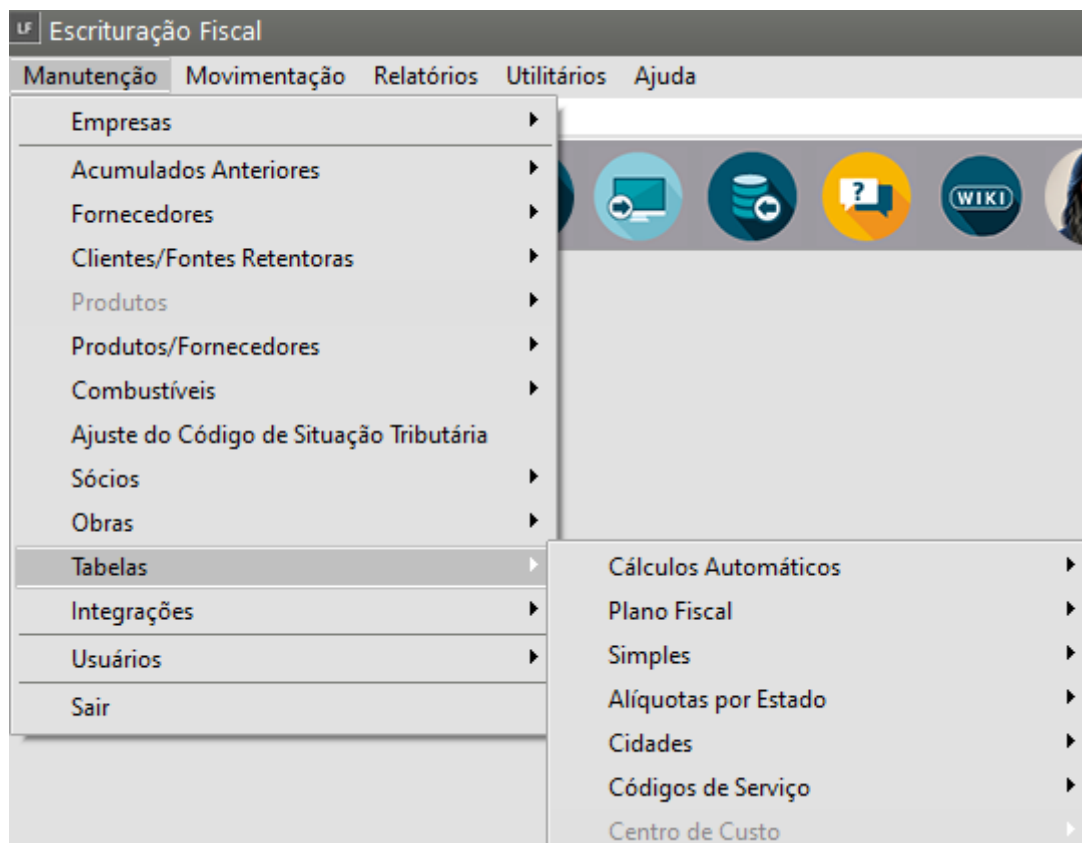 LF Escrituração Fiscal
Manutenção Movimentação Relatórios Utilitários Ajuda
Empresas
Acumulados Anteriores
Fornecedores
Clientes/Fontes Retentoras
Produtos
Produtos/Fornecedores
Combustíveis
Ajuste do Código de Situação Tributária
Sócios
Obras
Tabelas
Integrações
Usuários
Sair
? WIKI
Cálculos Automáticos
Plano Fiscal
Simples
Alíquotas por Estado
Cidades
Códigos de Serviço
Centro de Custo